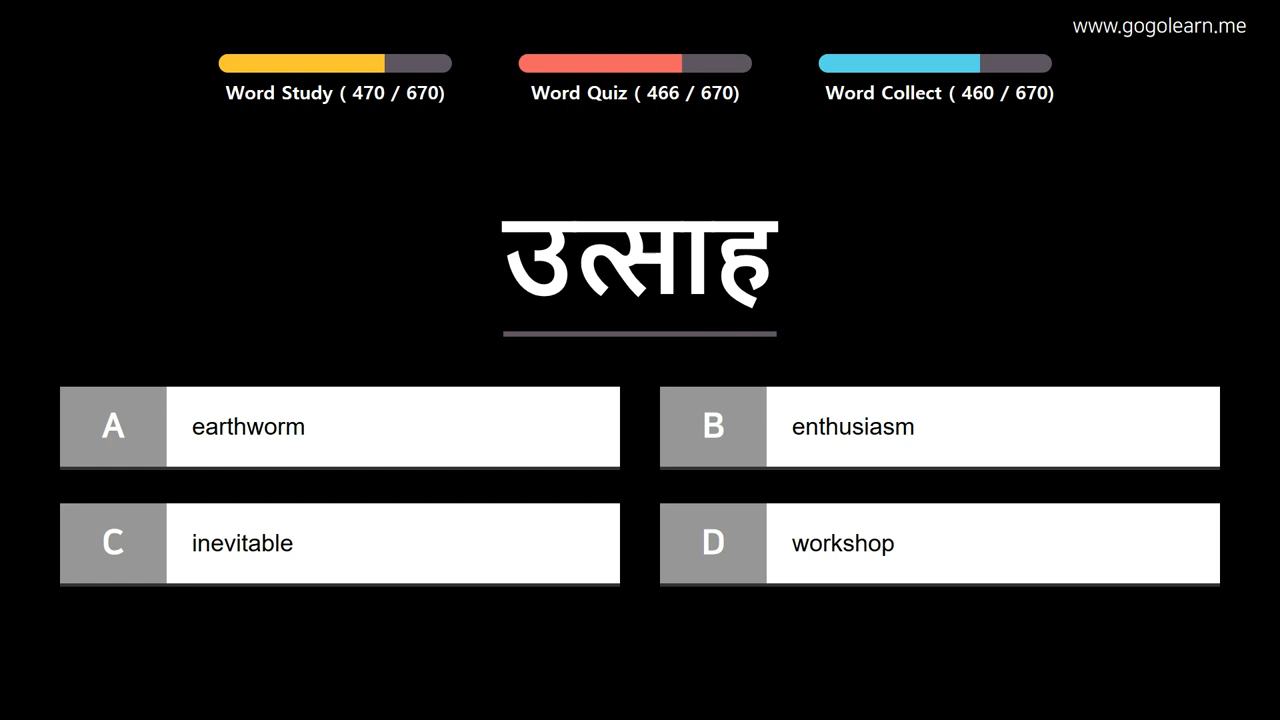 www.gogolearn.me
Word Study ( 470 / 670)
Word Quiz ( 466 / 670)
Word Collect ( 460 / 670)
उत्साह
A earthworm
B enthusiasm
C inevitable
D workshop